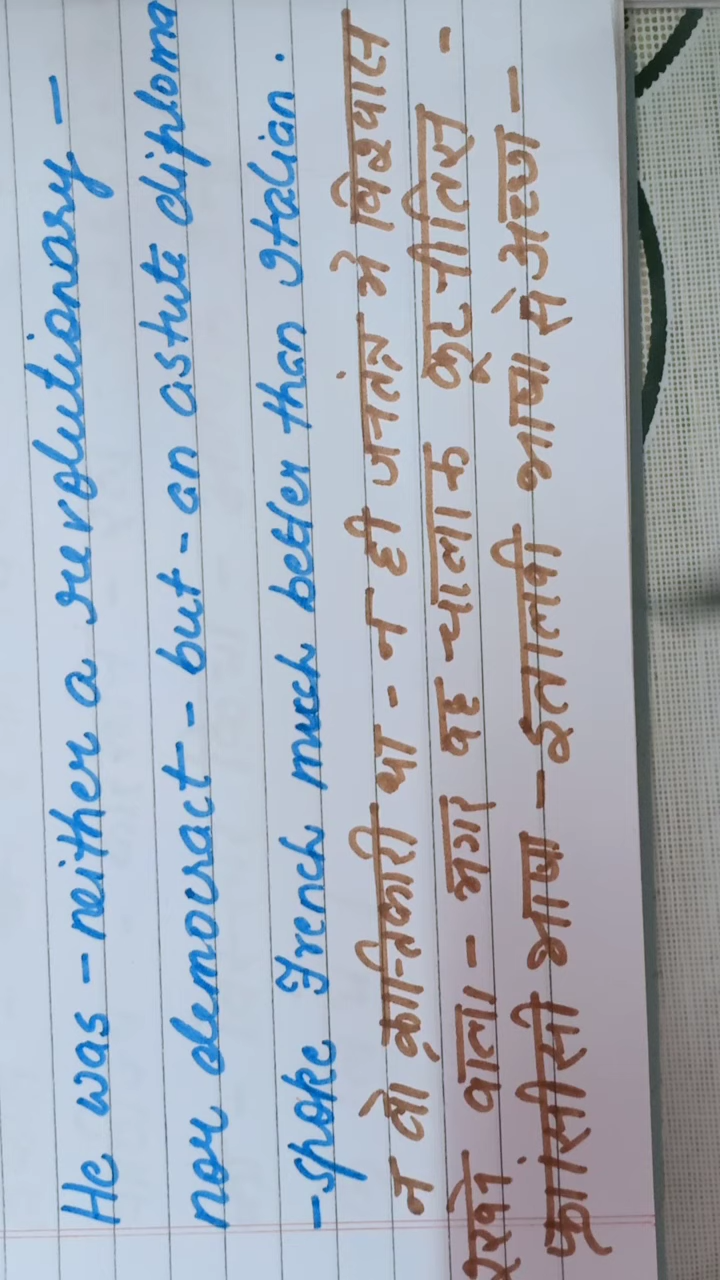 He was - neither a revolutionary -
nor democract - but - an astute diploma
- spoke French much better than Italian.
न तो क्रान्तिकारी था - न ही जनतंत्र मे विश्वास
रखने वाला - मगर वह चालाक कूटनीतिज्ञ -
फ्रांसीसी भाषा - इतालवी भाषा से अच्छा -